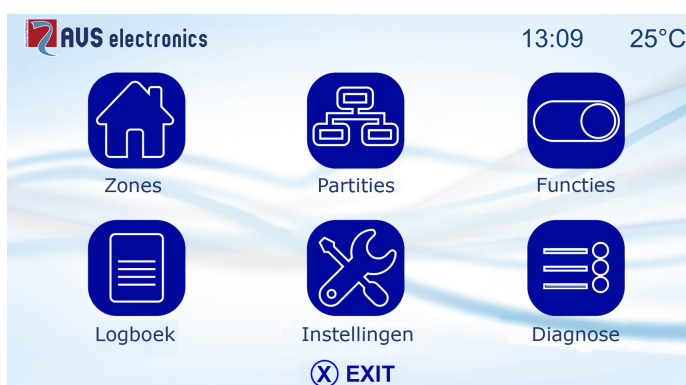 AVS electronics 13:09 25°C
Zones Partities Functies
Logboek Instellingen Diagnose
X EXIT